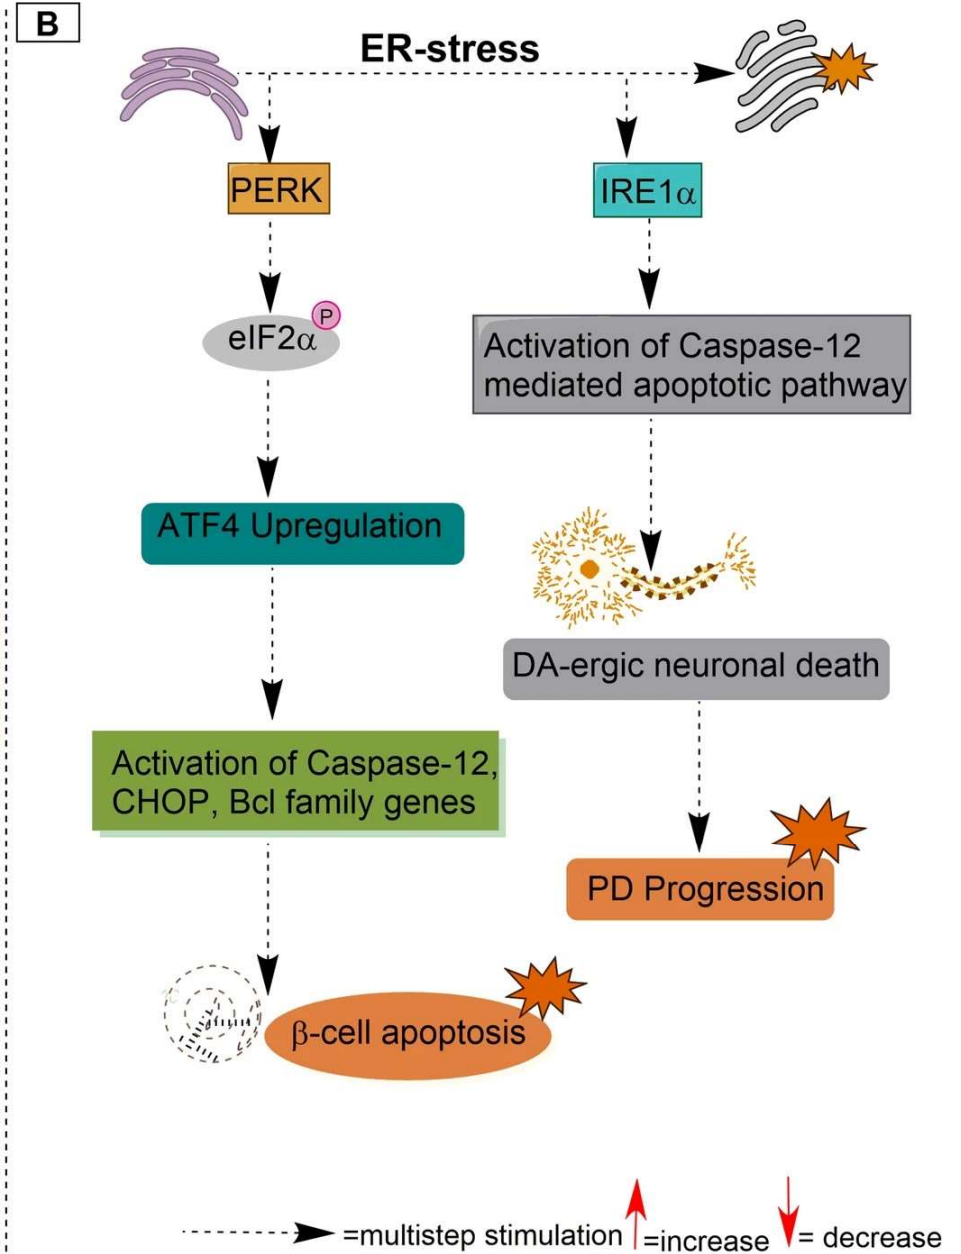 B
ER-stress
PERK
IRE1α
eIF2α
P
Activation of Caspase-12
mediated apoptotic pathway
ATF4 Upregulation
DA-ergic neuronal death
Activation of Caspase-12,
CHOP, Bcl family genes
PD Progression
β-cell apoptosis
=multistep stimulation
=increase
= decrease